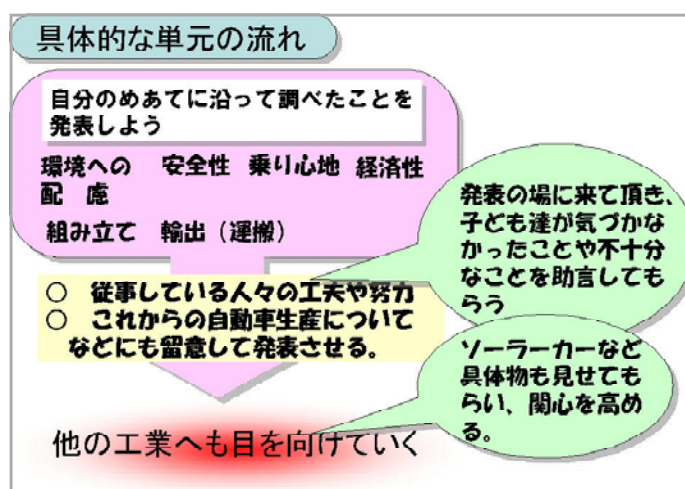 具体的な単元の流れ
自分のめあてに沿って調べたことを
発表しよう
環境への 安全性 乗り心地 経済性
配 慮
組み立て 輸出（運搬）
発表の場に来て頂き、
子ども達が気づかな
かったことや不十分
なことを助言しても
らう
○ 従事している人々の工夫や努力
○ これからの自動車生産について
などにも留意して発表させる。
ソーラーカーなど
具体物も見せても
らい、関心を高め
る。
他の工業へも目を向けていく